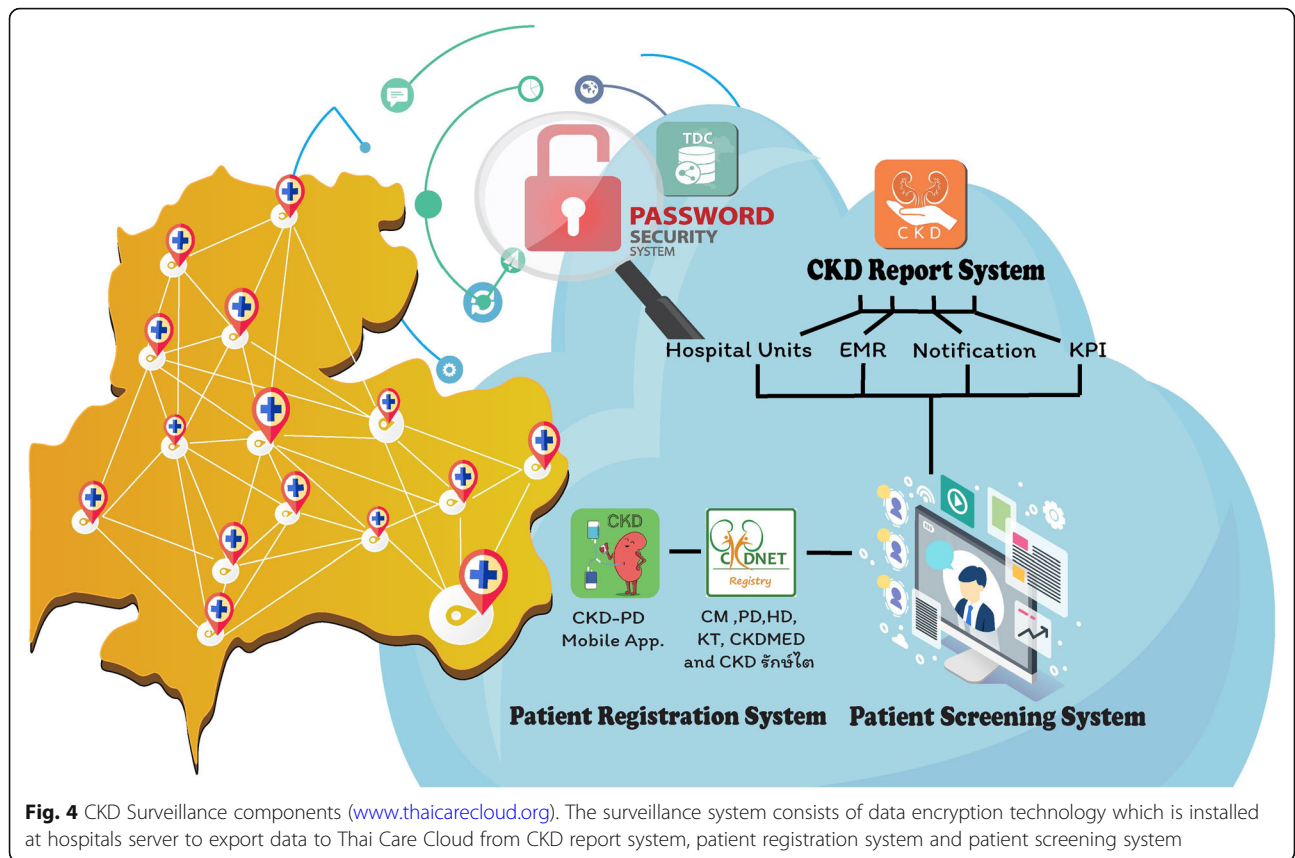 TDC
PASSWORD
SECURITY
SYSTEM
CKD
CKD Report System
Hospital Units EMR Notification KPI
CKD
CKDNET
Registry
CKD-PD
Mobile App.
CM ,PD,HD,
KT, CKDMED
and CKD รักษ์ไต
Patient Registration System Patient Screening System
Fig. 4 CKD Surveillance components (www.thaicarecloud.org). The surveillance system consists of data encryption technology which is installed
at hospitals server to export data to Thai Care Cloud from CKD report system, patient registration system and patient screening system